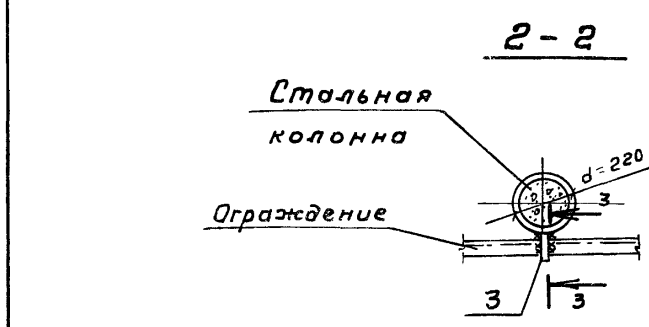 2 - 2
Стальная
колонна
d=220
3
Ограждение
3
3